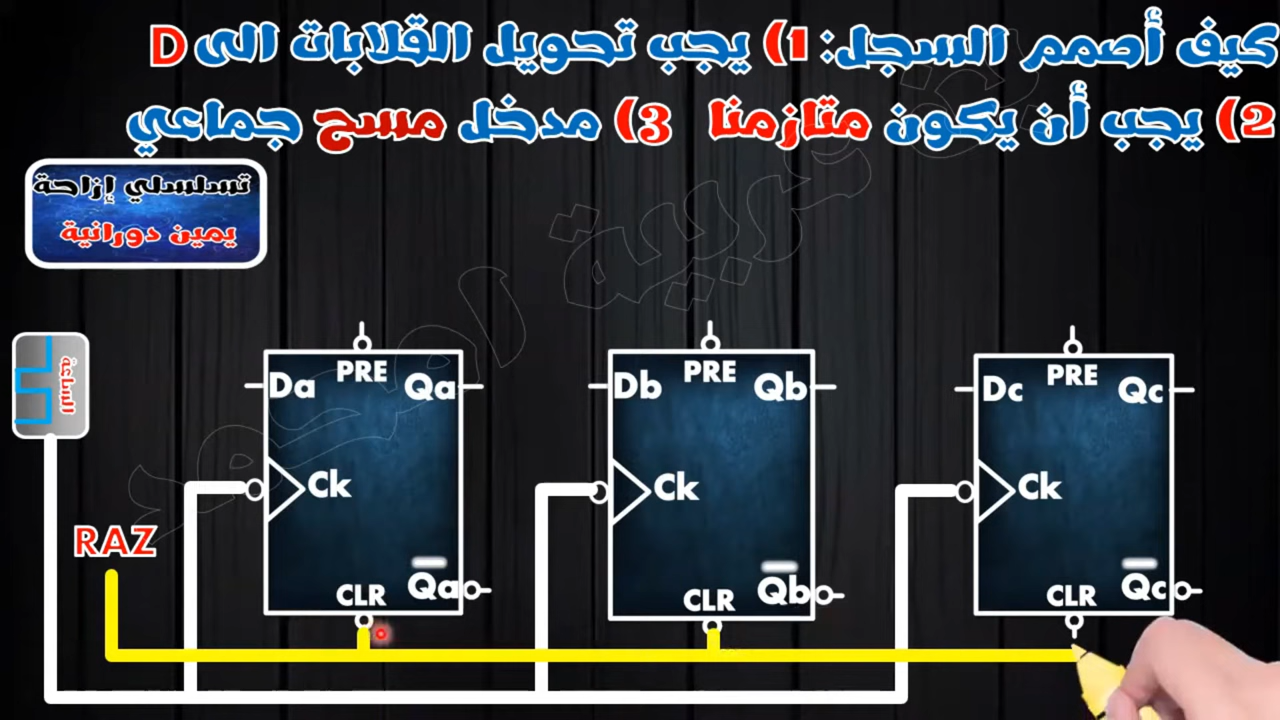 كيف أصمم السجل: 1) يجب تحويل القلابات الى D
2) يجب أن يكون متازمنا 3) مدخل مسح جماعي
تسلسلي إزاحة
يمين دورانية
الساعة
PRE
PRE
PRE
Da
Qa
Db
Qb
Dc
Qc
Ck
Ck
Ck
RAZ
CLR
Qa
CLR
Qb
CLR
Qc